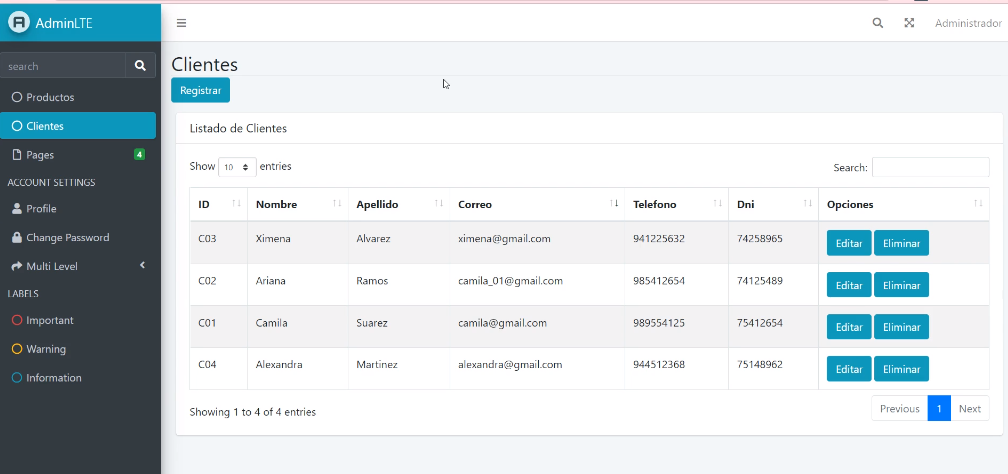 AdminLTE
Administrador
search
Productos
Clientes
Pages 4
ACCOUNT SETTINGS
Profile
Change Password
Multi Level
LABELS
Important
Warning
Information
Clientes
Registrar
Listado de Clientes
Show 10 entries
Search:
ID Nombre Apellido Correo Telefono Dni Opciones
C03 Ximena Alvarez ximena@gmail.com 941225632 74258965 Editar Eliminar
C02 Ariana Ramos camila_01@gmail.com 985412654 74125489 Editar Eliminar
C01 Camila Suarez camila@gmail.com 989554125 75412654 Editar Eliminar
C04 Alexandra Martinez alexandra@gmail.com 944512368 75148962 Editar Eliminar
Showing 1 to 4 of 4 entries
Previous 1 Next